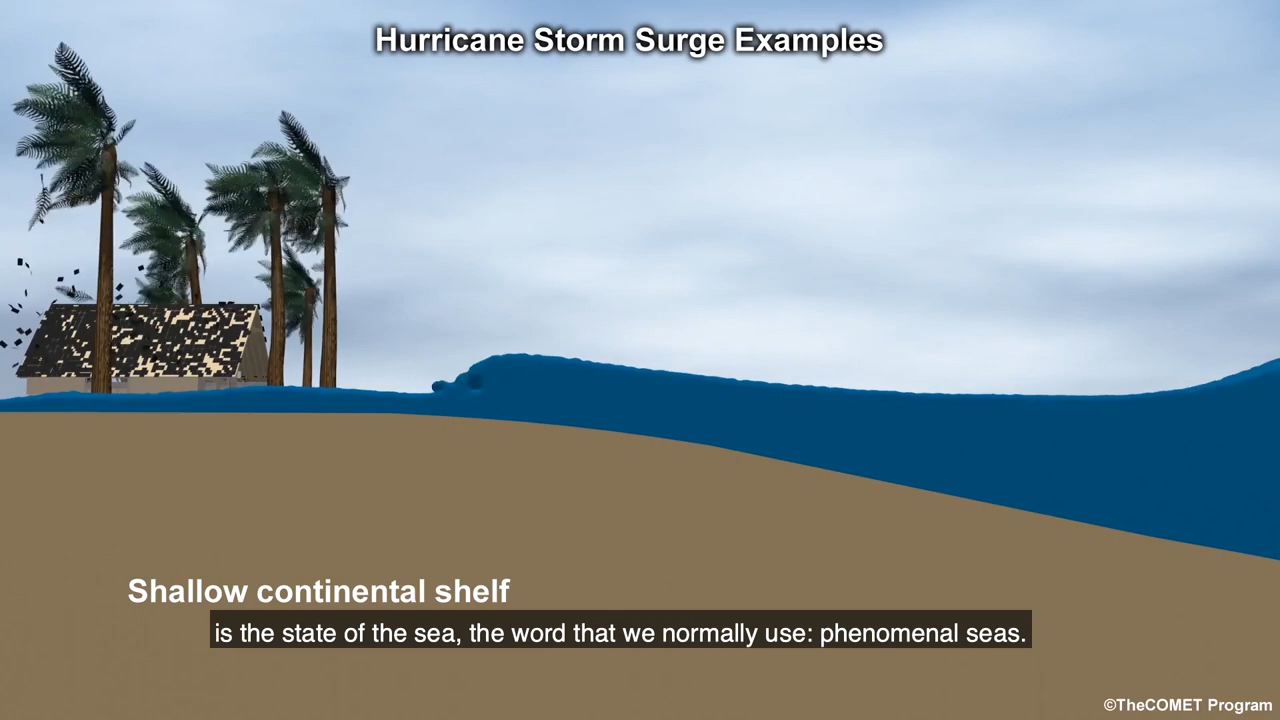 Hurricane Storm Surge Examples
Shallow continental shelf
is the state of the sea, the word that we normally use: phenomenal seas.
©TheCOMET Program